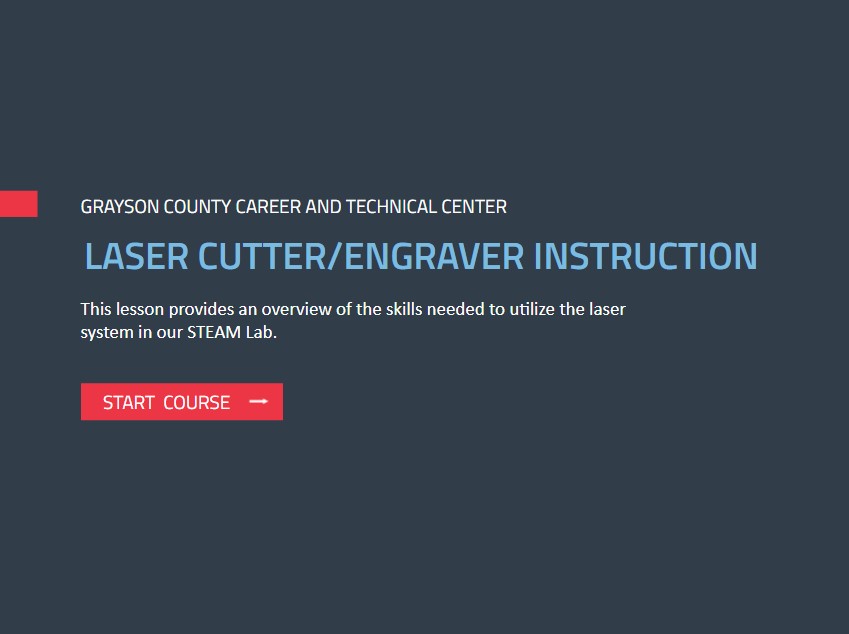 GRAYSON COUNTY CAREER AND TECHNICAL CENTER
LASER CUTTER/ENGRAVER INSTRUCTION
This lesson provides an overview of the skills needed to utilize the laser
system in our STEAM Lab.
START COURSE